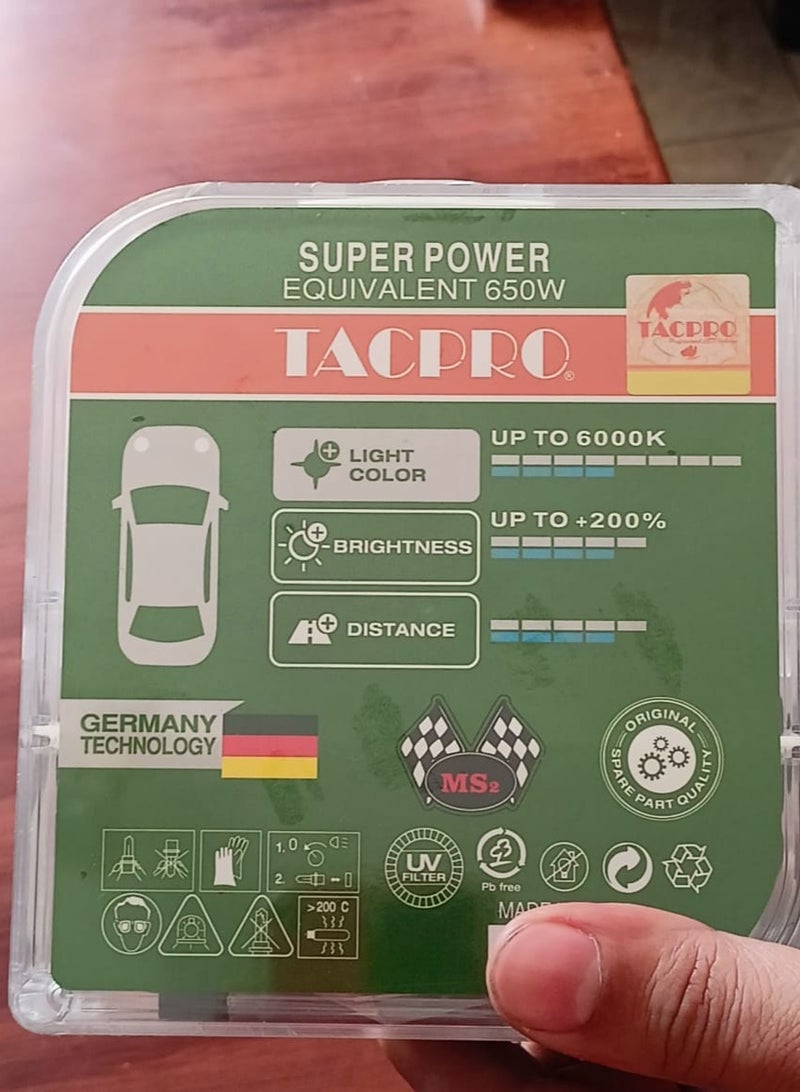 SUPER POWER
EQUIVALENT 650W
TACPRO®
TACPRO
LIGHT
COLOR
UP TO 6000K
BRIGHTNESS
UP TO +200%
DISTANCE
GERMANY
TECHNOLOGY
MS2
ORIGINAL
SPARE PART QUALITY
1. 0
2.
UV
FILTER
Pb free
>200 C
MADE